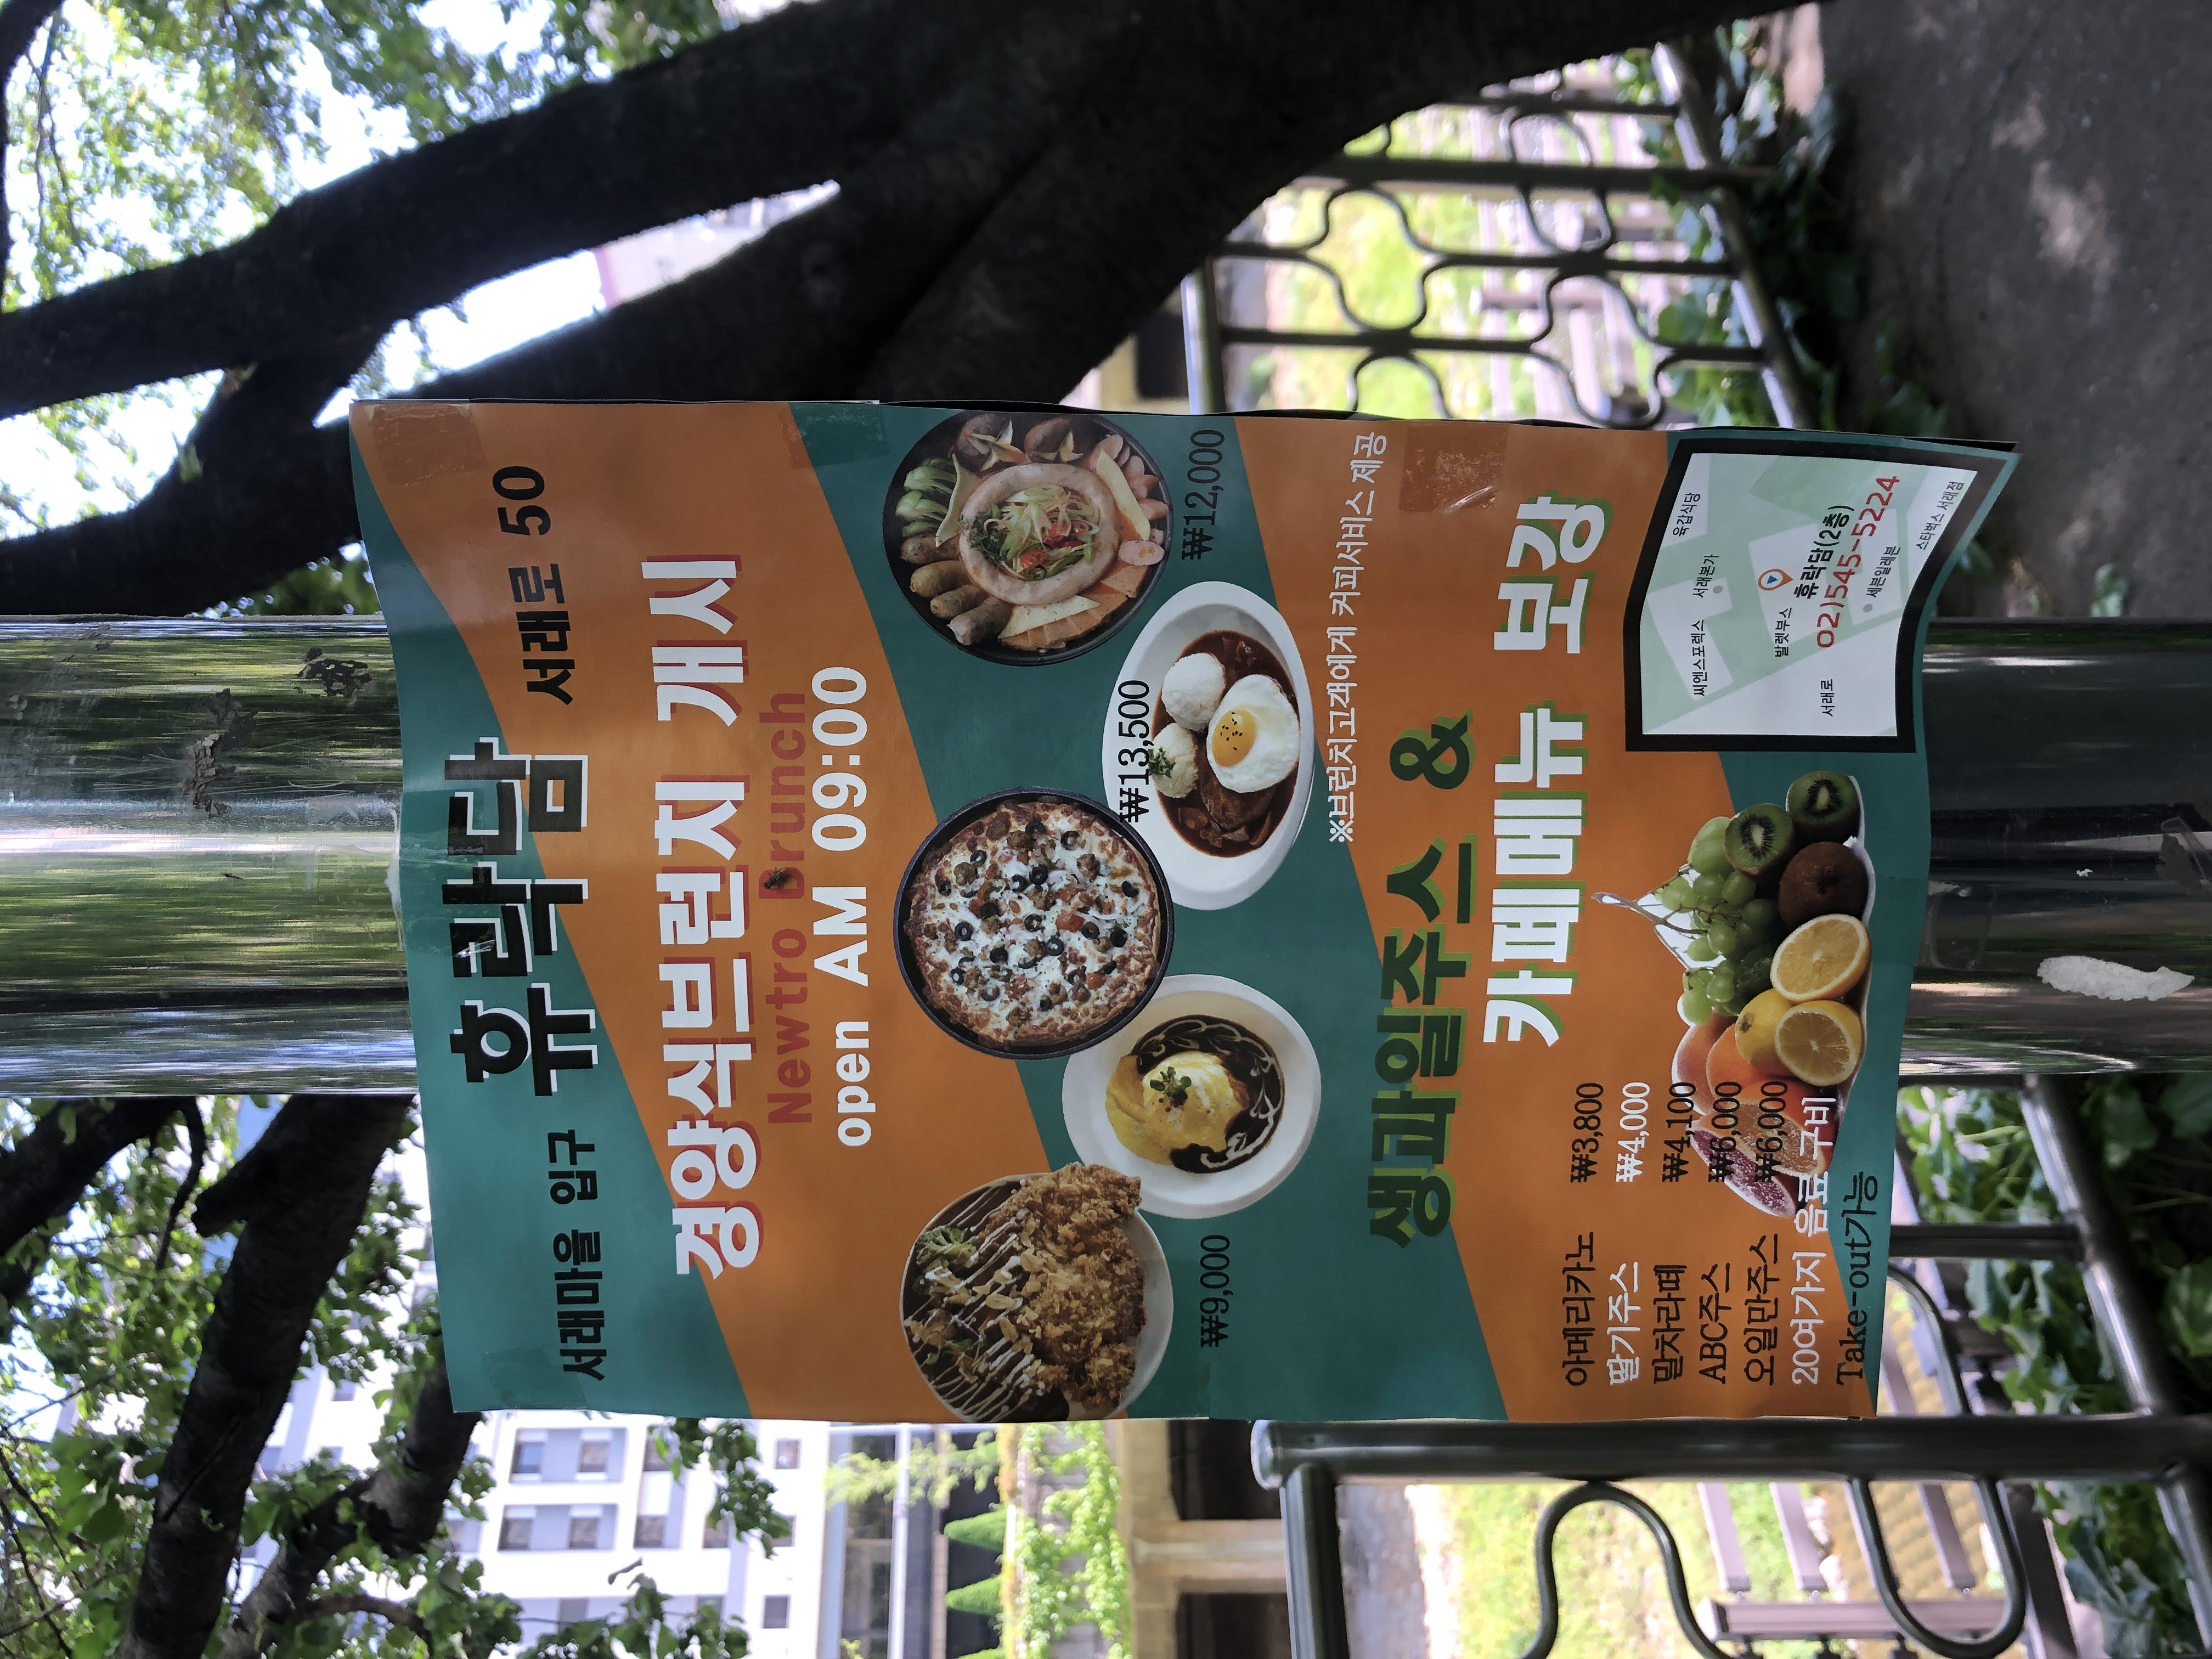 휴락담
서래마을 입구
서래로 50
경양식브런치 개시
Newtro Brunch
open AM 09:00
₩13,500
₩9,000
₩12,000
※브런치고객에게 커피서비스 제공
생과일주스 &
카페메뉴 보강
아메리카노 ₩3,800
딸기주스 ₩4,000
말차라떼 ₩4,100
ABC주스 ₩6,000
오일만주스 ₩6,000
20여가지 음료 구비
Take-out가능
육갑식당
씨엔스포렉스
서래본가
발렛부스
휴락담(2층)
서래로
02)545-5224
세븐일레븐
스타벅스 서래점